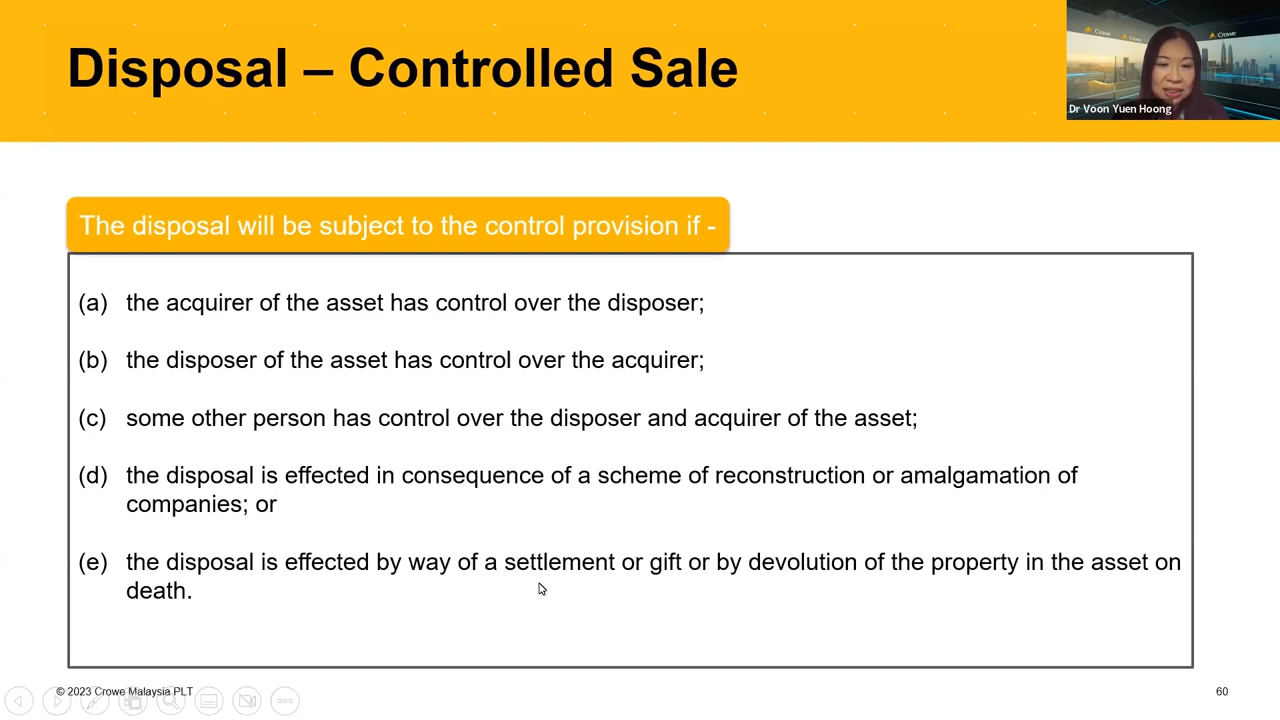 Disposal – Controlled Sale
Crowe
Crowe
Crowe
Dr Voon Yuen Hoong
The disposal will be subject to the control provision if -
(a) the acquirer of the asset has control over the disposer;
(b) the disposer of the asset has control over the acquirer;
(c) some other person has control over the disposer and acquirer of the asset;
(d) the disposal is effected in consequence of a scheme of reconstruction or amalgamation of
companies; or
(e) the disposal is effected by way of a settlement or gift or by devolution of the property in the asset on
death.
© 2023 Crowe Malaysia PLT
60